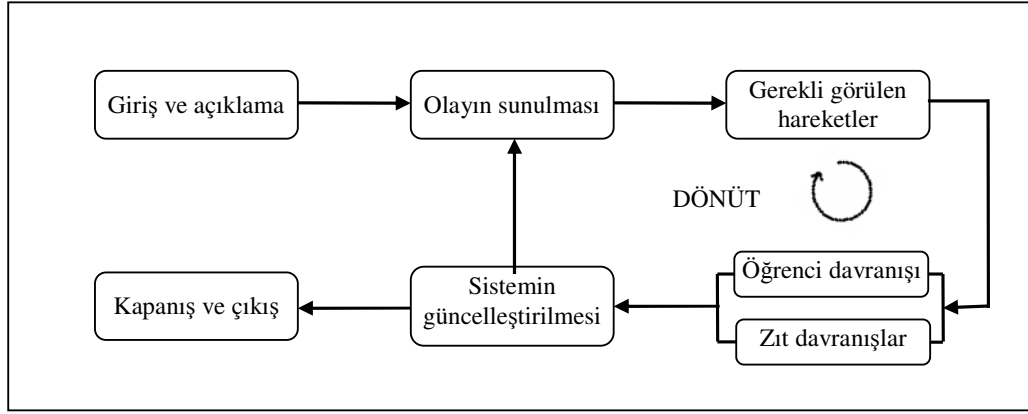 Giriş ve açıklama
Olayın sunulması
Gerekli görülen
hareketler
DÖNÜT
Öğrenci davranışı
Zıt davranışlar
Sistemin
güncelleştirilmesi
Kapanış ve çıkış